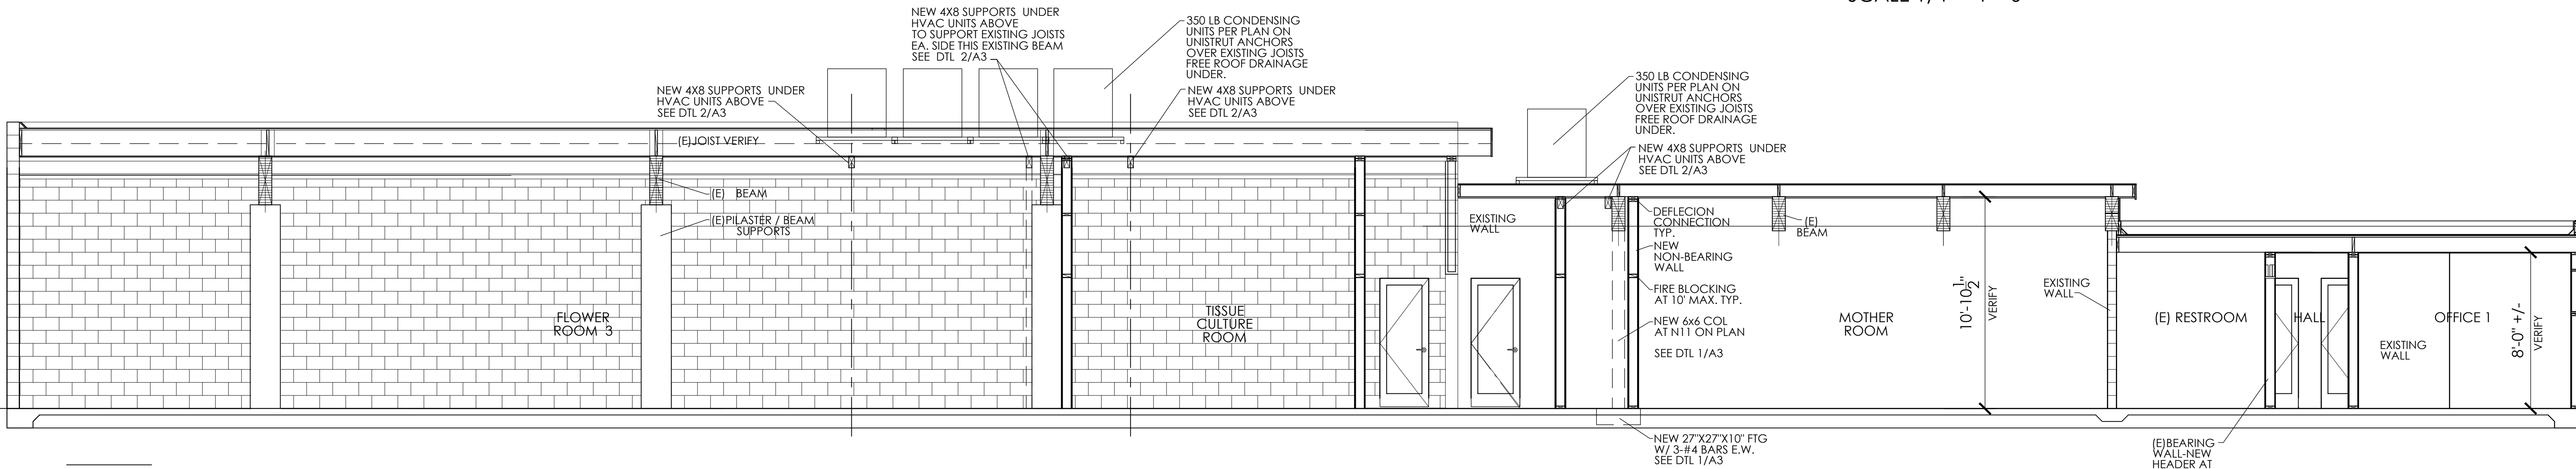 NEW 4X8 SUPPORTS UNDER
HVAC UNITS ABOVE
TO SUPPORT EXISTING JOISTS
EA. SIDE THIS EXISTING BEAM
SEE DTL 2/A3
350 LB CONDENSING
UNITS PER PLAN ON
UNISTRUT ANCHORS
OVER EXISTING JOISTS
FREE ROOF DRAINAGE
UNDER.
NEW 4X8 SUPPORTS UNDER
HVAC UNITS ABOVE
SEE DTL 2/A3
NEW 4X8 SUPPORTS UNDER
HVAC UNITS ABOVE
SEE DTL 2/A3
350 LB CONDENSING
UNITS PER PLAN ON
UNISTRUT ANCHORS
OVER EXISTING JOISTS
FREE ROOF DRAINAGE
UNDER.
(E)JOIST VERIFY
NEW 4X8 SUPPORTS UNDER
HVAC UNITS ABOVE
SEE DTL 2/A3
(E) BEAM
(E)PILASTER / BEAM
SUPPORTS
EXISTING
WALL
DEFLECION
CONNECTION
TYP.
NEW
NON-BEARING
WALL
FIRE BLOCKING
AT 10' MAX. TYP.
NEW 6x6 COL
AT N11 ON PLAN
SEE DTL 1/A3
(E)
BEAM
FLOWER
ROOM 3
TISSUE
CULTURE
ROOM
MOTHER
ROOM
10'-10 1/2"
VERIFY
EXISTING
WALL
(E) RESTROOM
HALL
EXISTING
WALL
OFFICE 1
8'-0" +/-
VERIFY
NEW 27"X27"X10" FTG
W/ 3-#4 BARS E.W.
SEE DTL 1/A3
(E)BEARING
WALL-NEW
HEADER AT